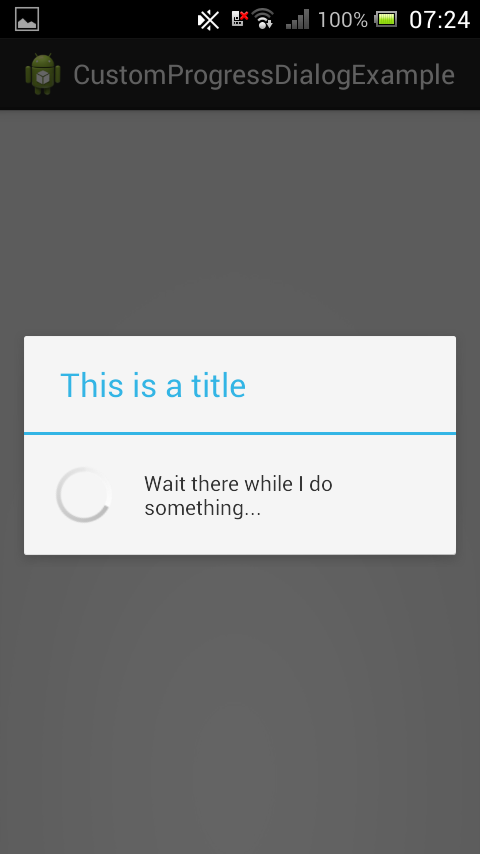 100% 07:24
CustomProgressDialogExample
This is a title
Wait there while I do
something...